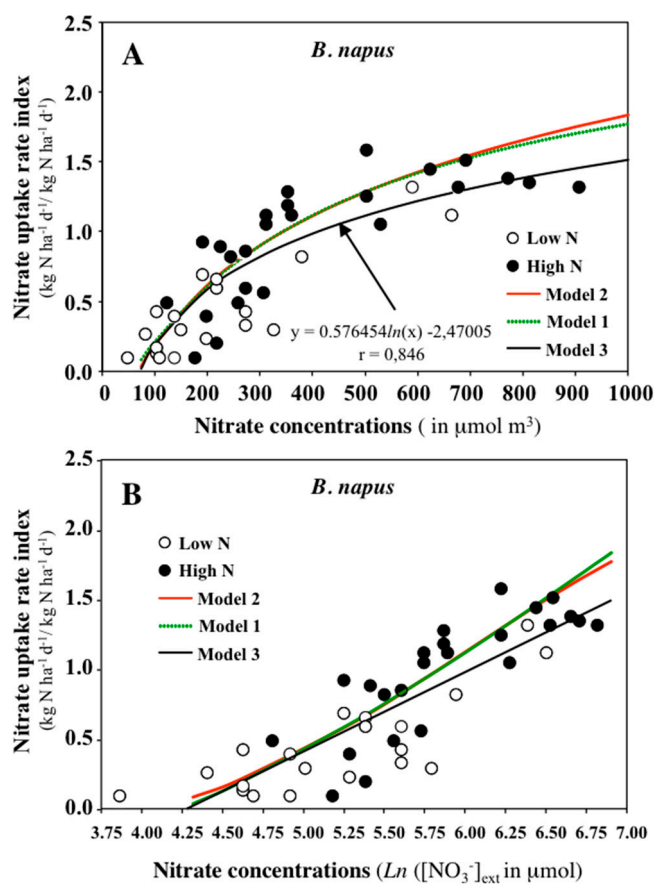 A
B. napus
Nitrate uptake rate index
(kg N ha⁻¹ d⁻¹/ kg N ha⁻¹ d⁻¹)
2.5
2.0
1.5
1.0
0.5
0.0
Low N
High N
Model 2
Model 1
Model 3
y = 0.576454ln(x) -2,47005
r = 0,846
0 100 200 300 400 500 600 700 800 900 1000
Nitrate concentrations ( in µmol m³)
B
B. napus
Nitrate uptake rate index
(kg N ha⁻¹ d⁻¹/ kg N ha⁻¹ d⁻¹)
2.5
2.0
1.5
1.0
0.5
0.0
Low N
High N
Model 2
Model 1
Model 3
3.75 4.00 4.25 4.50 4.75 5.00 5.25 5.50 5.75 6.00 6.25 6.50 6.75 7.00
Nitrate concentrations (Ln ([NO₃⁻]ext in µmol)